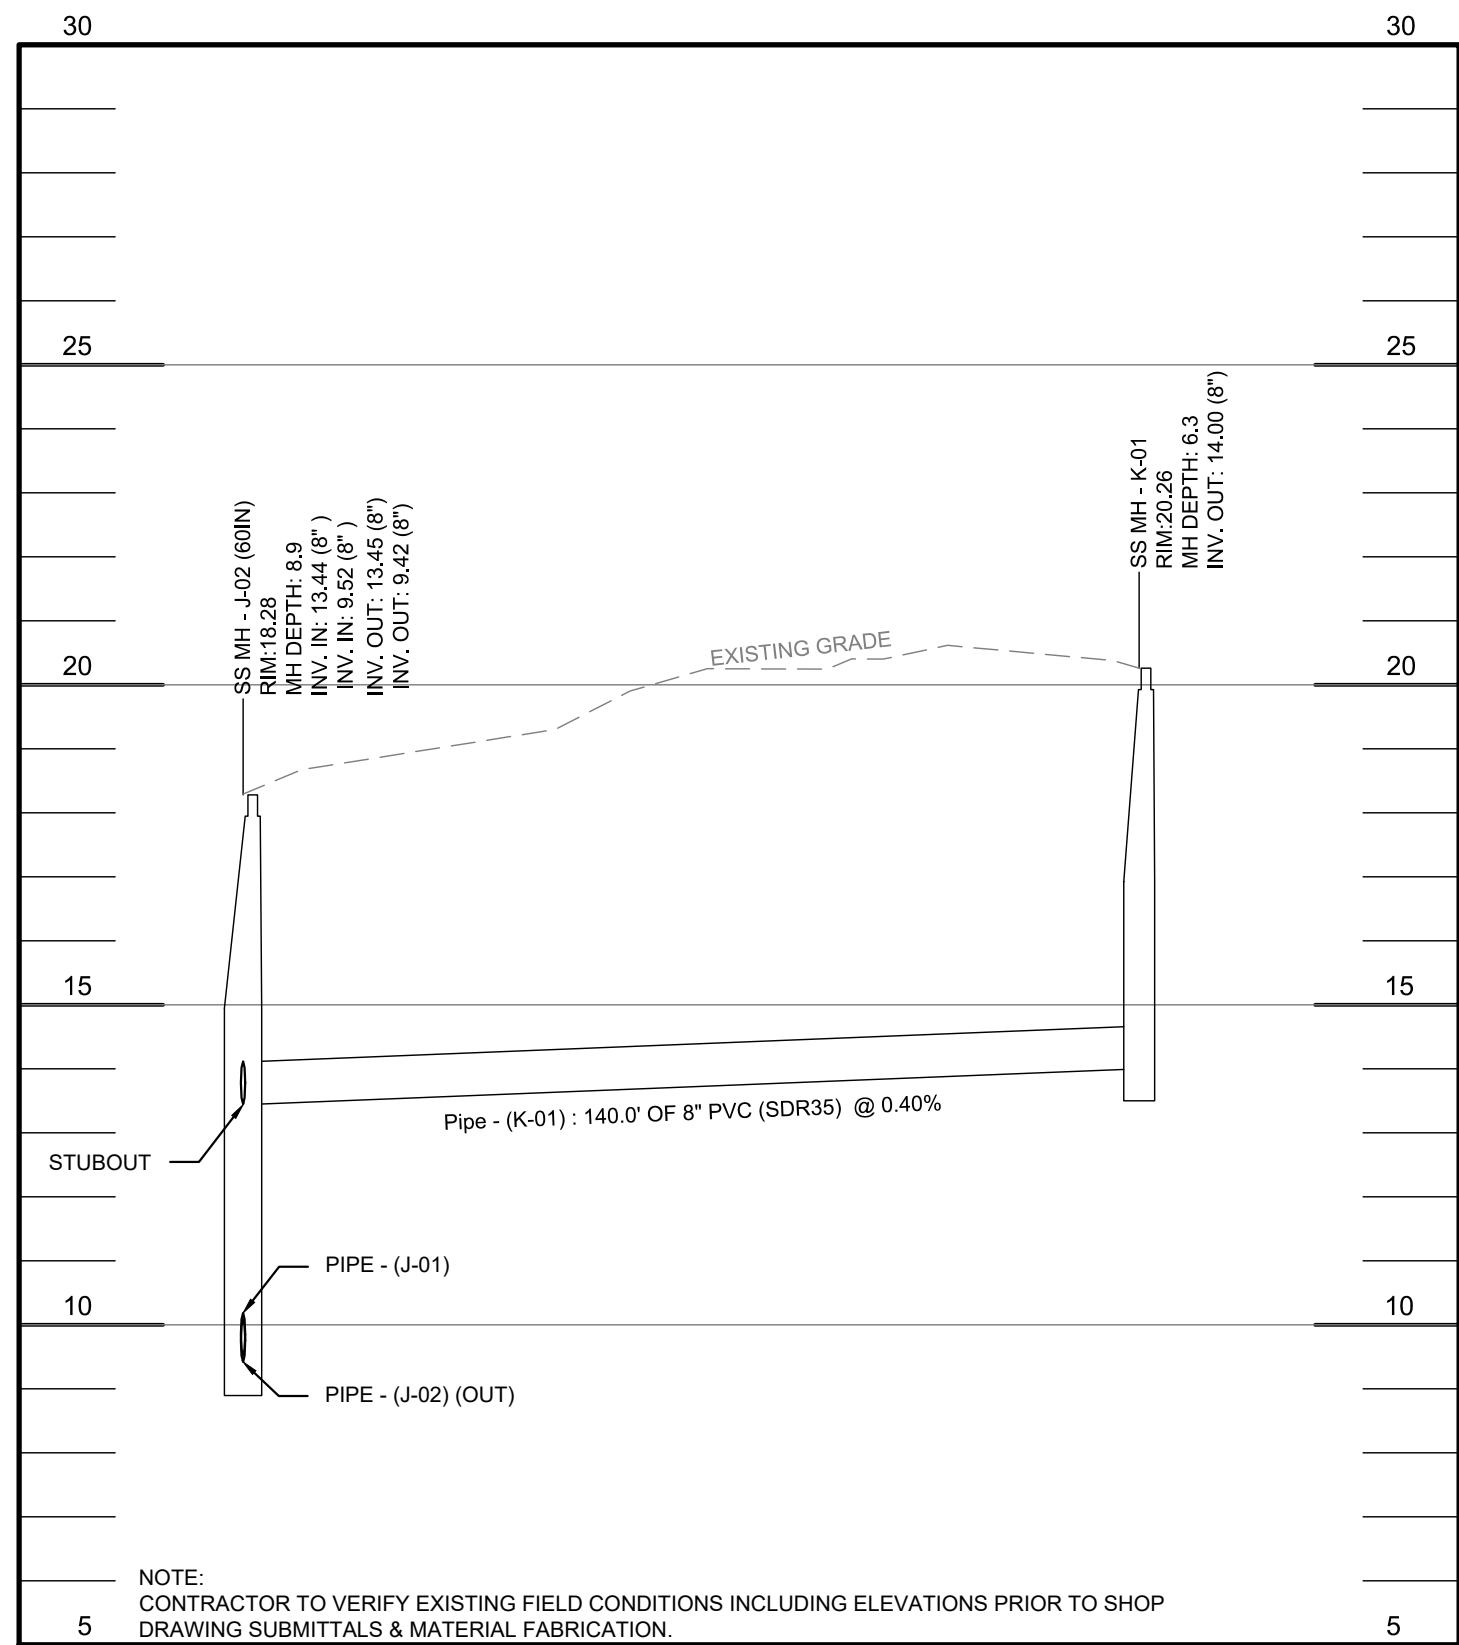 30 30
25 25
SS MH - J-02 (60IN)
RIM:18.28
MH DEPTH: 8.9
INV. IN: 13.44 (8" )
INV. IN: 9.52 (8" )
INV. OUT: 13.45 (8")
INV. OUT: 9.42 (8")
SS MH - K-01
RIM:20.26
MH DEPTH: 6.3
INV. OUT: 14.00 (8")
EXISTING GRADE
20 20
15 15
Pipe - (K-01) : 140.0' OF 8" PVC (SDR35) @ 0.40%
STUBOUT
PIPE - (J-01)
10 10
PIPE - (J-02) (OUT)
NOTE:
CONTRACTOR TO VERIFY EXISTING FIELD CONDITIONS INCLUDING ELEVATIONS PRIOR TO SHOP
DRAWING SUBMITTALS & MATERIAL FABRICATION.
5 5